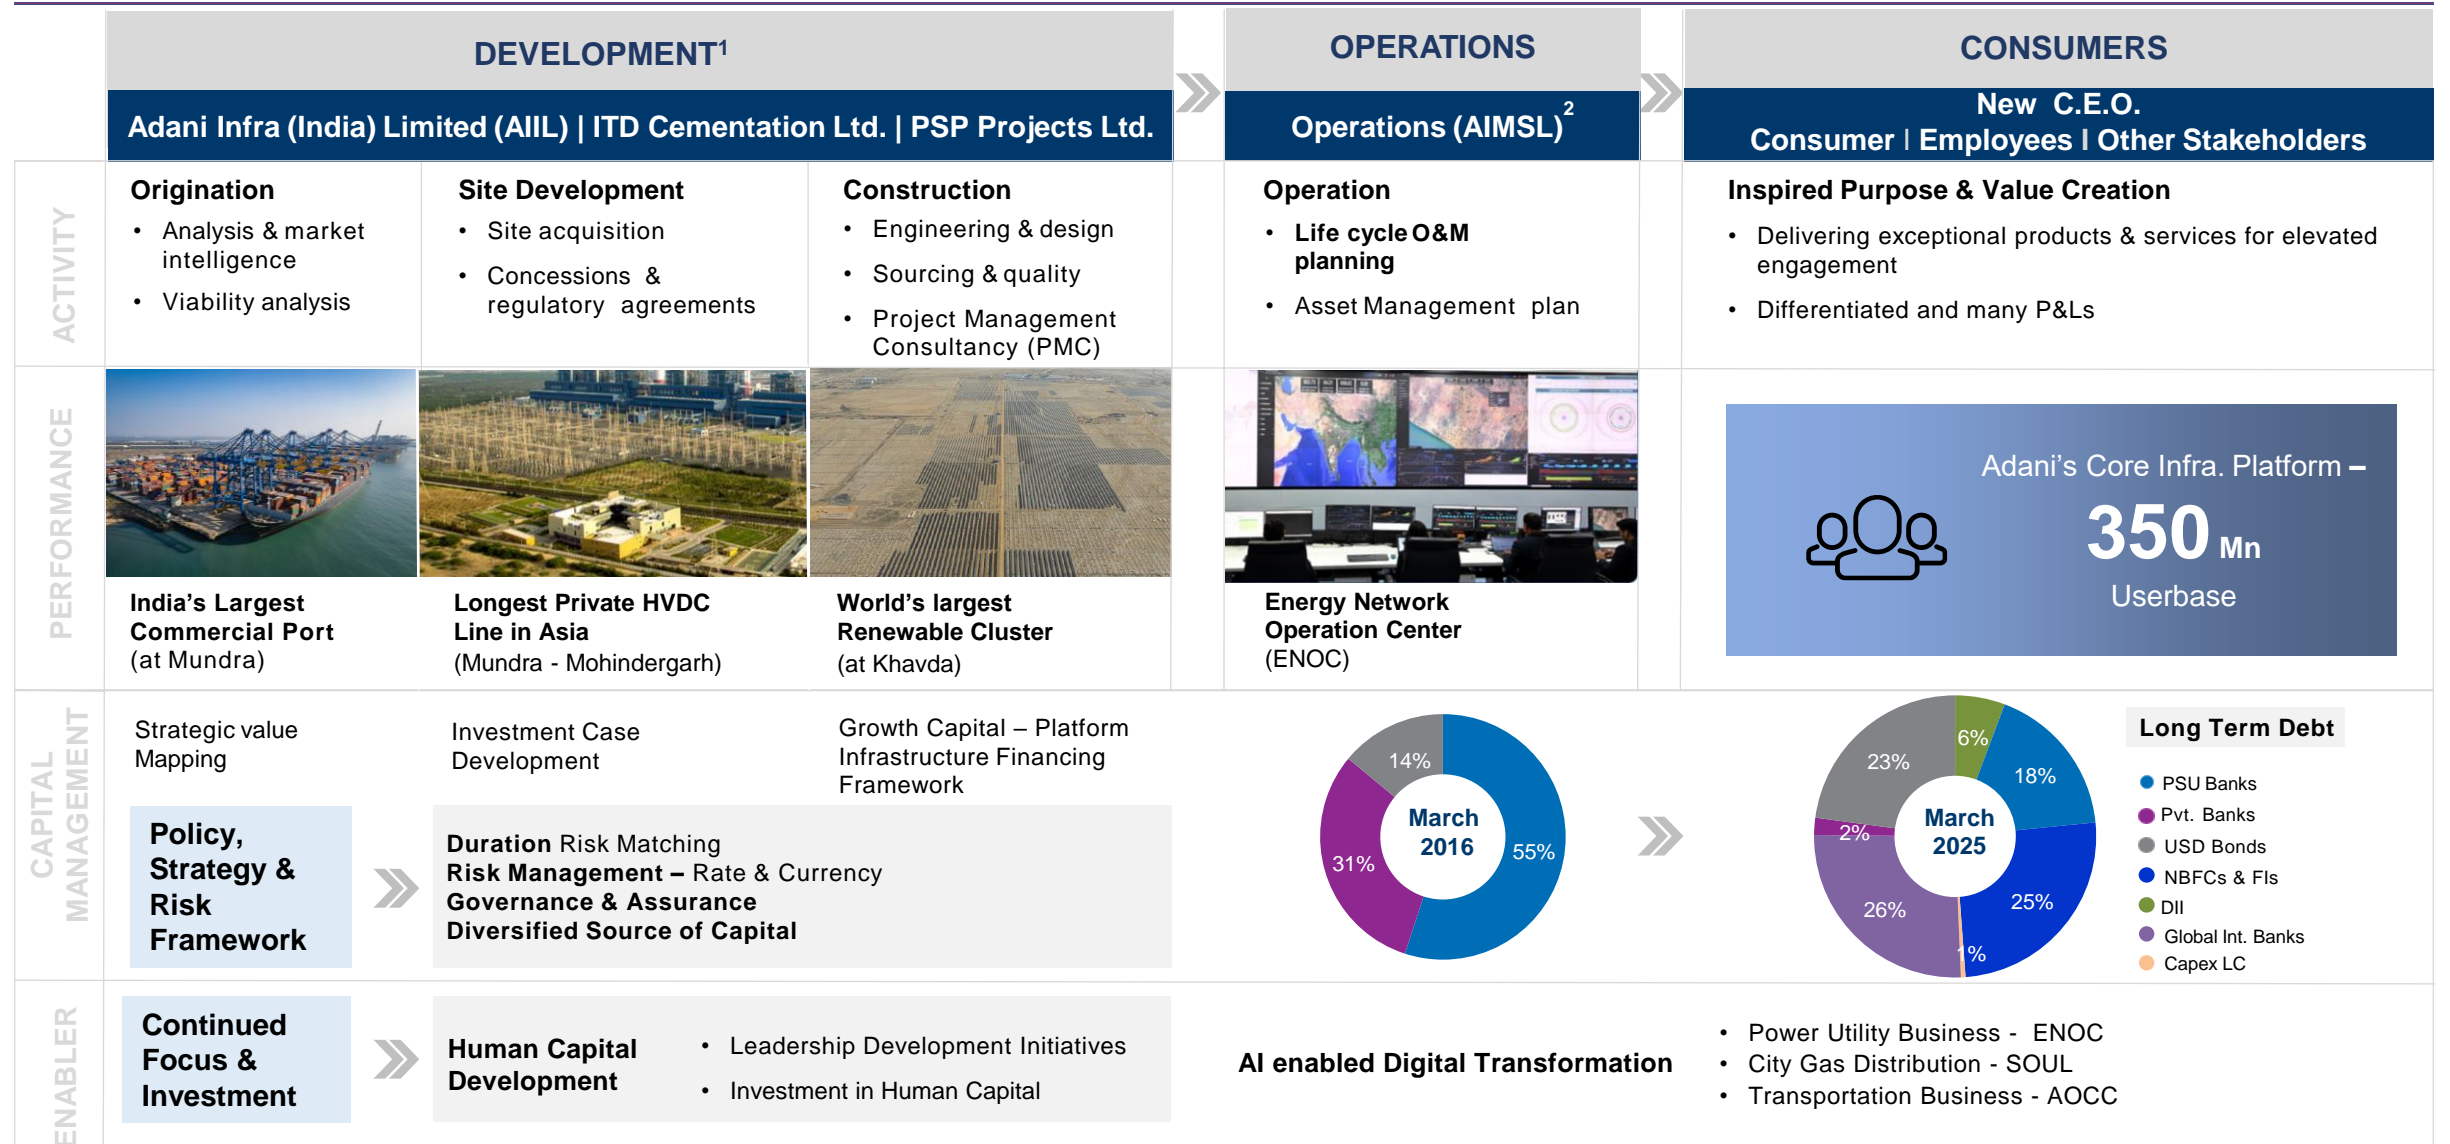 DEVELOPMENT1
OPERATIONS
CONSUMERS
Adani Infra (India) Limited (AIIL) | ITD Cementation Ltd. | PSP Projects Ltd.
Operations (AIMSL)2
New C.E.O.
Consumer I Employees I Other Stakeholders
ACTIVITY
Origination
• Analysis & market
intelligence
• Viability analysis
Site Development
• Site acquisition
• Concessions &
regulatory agreements
Construction
• Engineering & design
• Sourcing & quality
• Project Management
Consultancy (PMC)
Operation
• Life cycle O&M
planning
• Asset Management plan
Inspired Purpose & Value Creation
• Delivering exceptional products & services for elevated
engagement
• Differentiated and many P&Ls
PERFORMANCE
India's Largest
Commercial Port
(at Mundra)
Longest Private HVDC
Line in Asia
(Mundra - Mohindergarh)
World's largest
Renewable Cluster
(at Khavda)
Energy Network
Operation Center
(ENOC)
Adani's Core Infra. Platform –
350 Mn
Userbase
CAPITAL
MANAGEMENT
Strategic value
Mapping
Investment Case
Development
Growth Capital – Platform
Infrastructure Financing
Framework
Policy,
Strategy &
Risk
Framework
Duration Risk Matching
Risk Management – Rate & Currency
Governance & Assurance
Diversified Source of Capital
14%
31%
55%
March
2016
6%
18%
25%
1%
26%
2%
23%
March
2025
Long Term Debt
PSU Banks
Pvt. Banks
USD Bonds
NBFCs & FIs
DII
Global Int. Banks
Capex LC
ENABLER
Continued
Focus &
Investment
Human Capital
Development
• Leadership Development Initiatives
• Investment in Human Capital
AI enabled Digital Transformation
• Power Utility Business - ENOC
• City Gas Distribution - SOUL
• Transportation Business - AOCC